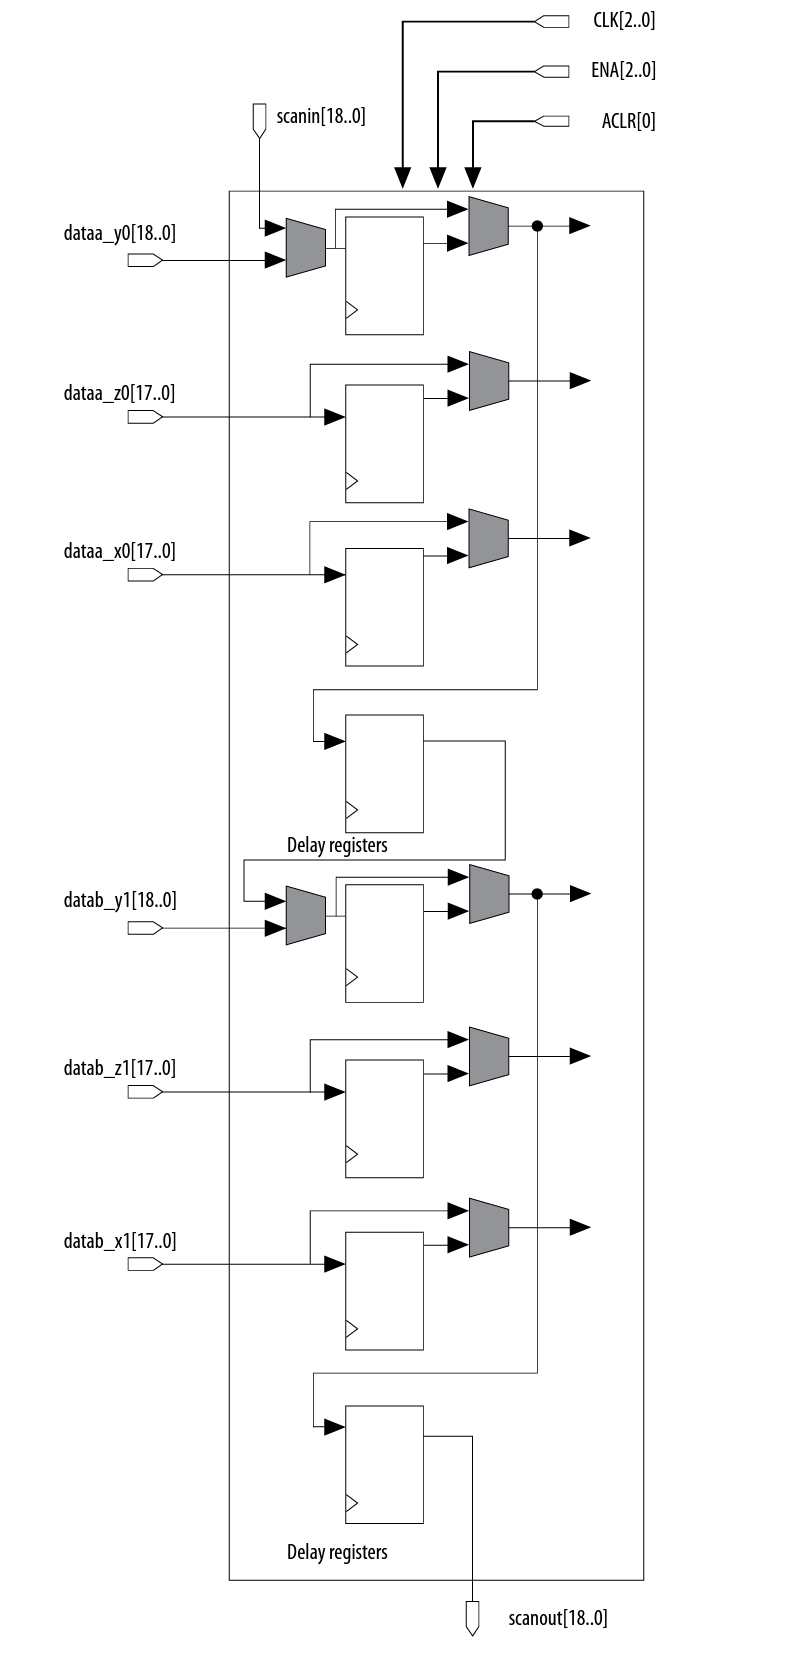 CLK[2..0]
ENA[2..0]
scanin[18..0]
ACLR[0]
dataa_y0[18..0]
dataa_z0[17..0]
dataa_x0[17..0]
Delay registers
datab_y1[18..0]
datab_z1[17..0]
datab_x1[17..0]
Delay registers
scanout[18..0]